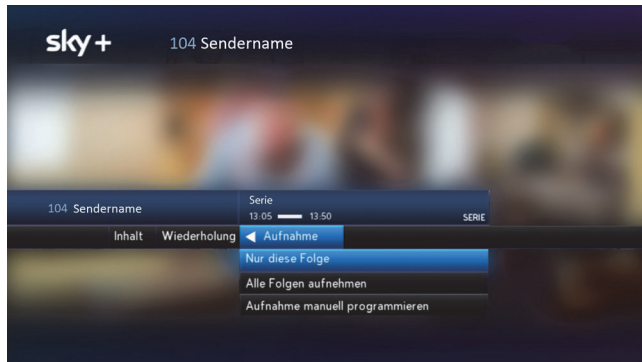 sky+ 104 Sendername
104 Sendername
Serie
13:05 13:50 SERIE
Inhalt Wiederholung Aufnahme
Nur diese Folge
Alle Folgen aufnehmen
Aufnahme manuell programmieren